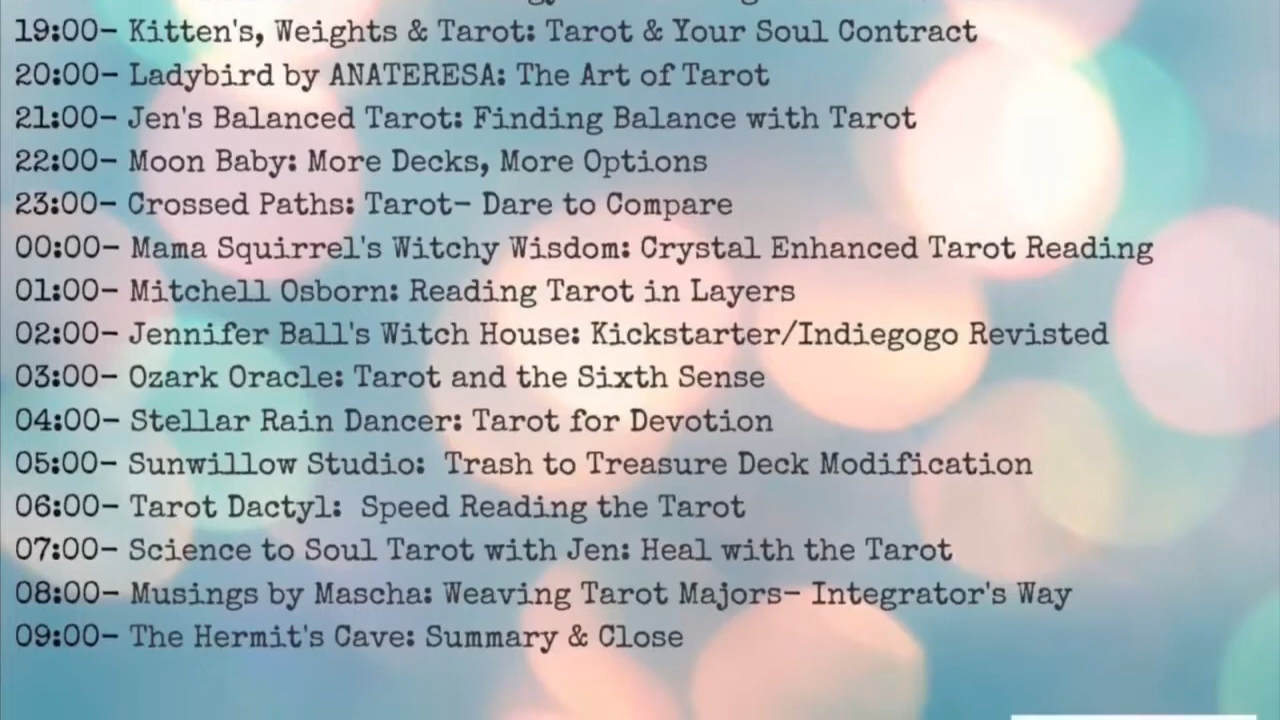 19:00– Kitten's, Weights & Tarot: Tarot & Your Soul Contract
20:00– Ladybird by ANATERESA: The Art of Tarot
21:00– Jen's Balanced Tarot: Finding Balance with Tarot
22:00– Moon Baby: More Decks, More Options
23:00– Crossed Paths: Tarot– Dare to Compare
00:00– Mama Squirrel's Witchy Wisdom: Crystal Enhanced Tarot Reading
01:00– Mitchell Osborn: Reading Tarot in Layers
02:00– Jennifer Ball's Witch House: Kickstarter/Indiegogo Revisted
03:00– Ozark Oracle: Tarot and the Sixth Sense
04:00– Stellar Rain Dancer: Tarot for Devotion
05:00– Sunwillow Studio:  Trash to Treasure Deck Modification
06:00– Tarot Dactyl:  Speed Reading the Tarot
07:00– Science to Soul Tarot with Jen: Heal with the Tarot
08:00– Musings by Mascha: Weaving Tarot Majors– Integrator's Way
09:00– The Hermit's Cave: Summary & Close